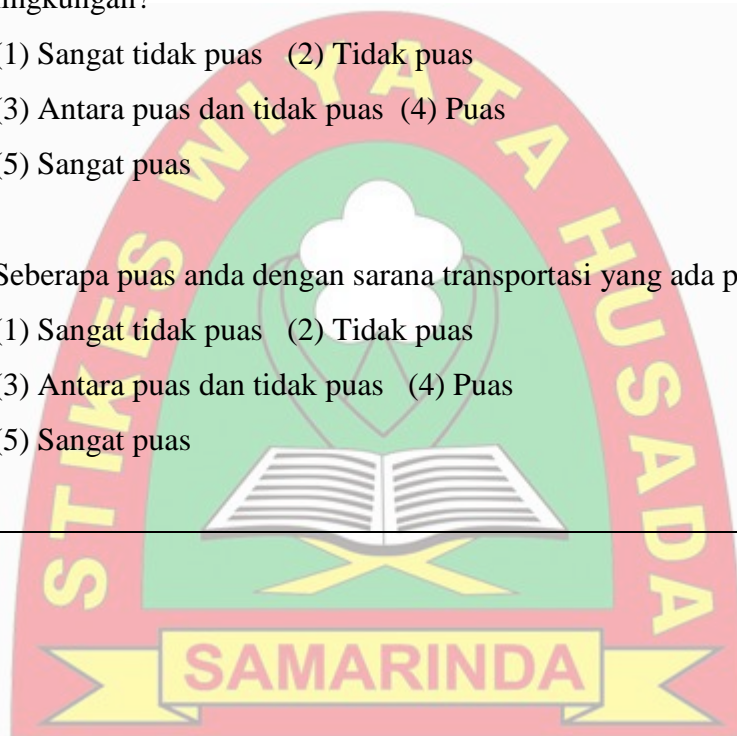 lingkungan?
(1) Sangat tidak puas (2) Tidak puas
(3) Antara puas dan tidak puas (4) Puas
(5) Sangat puas
Seberapa puas anda dengan sarana transportasi yang ada p
(1) Sangat tidak puas (2) Tidak puas
(3) Antara puas dan tidak puas (4) Puas
(5) Sangat puas
STIKES WIYATA HUSADA
SAMARINDA